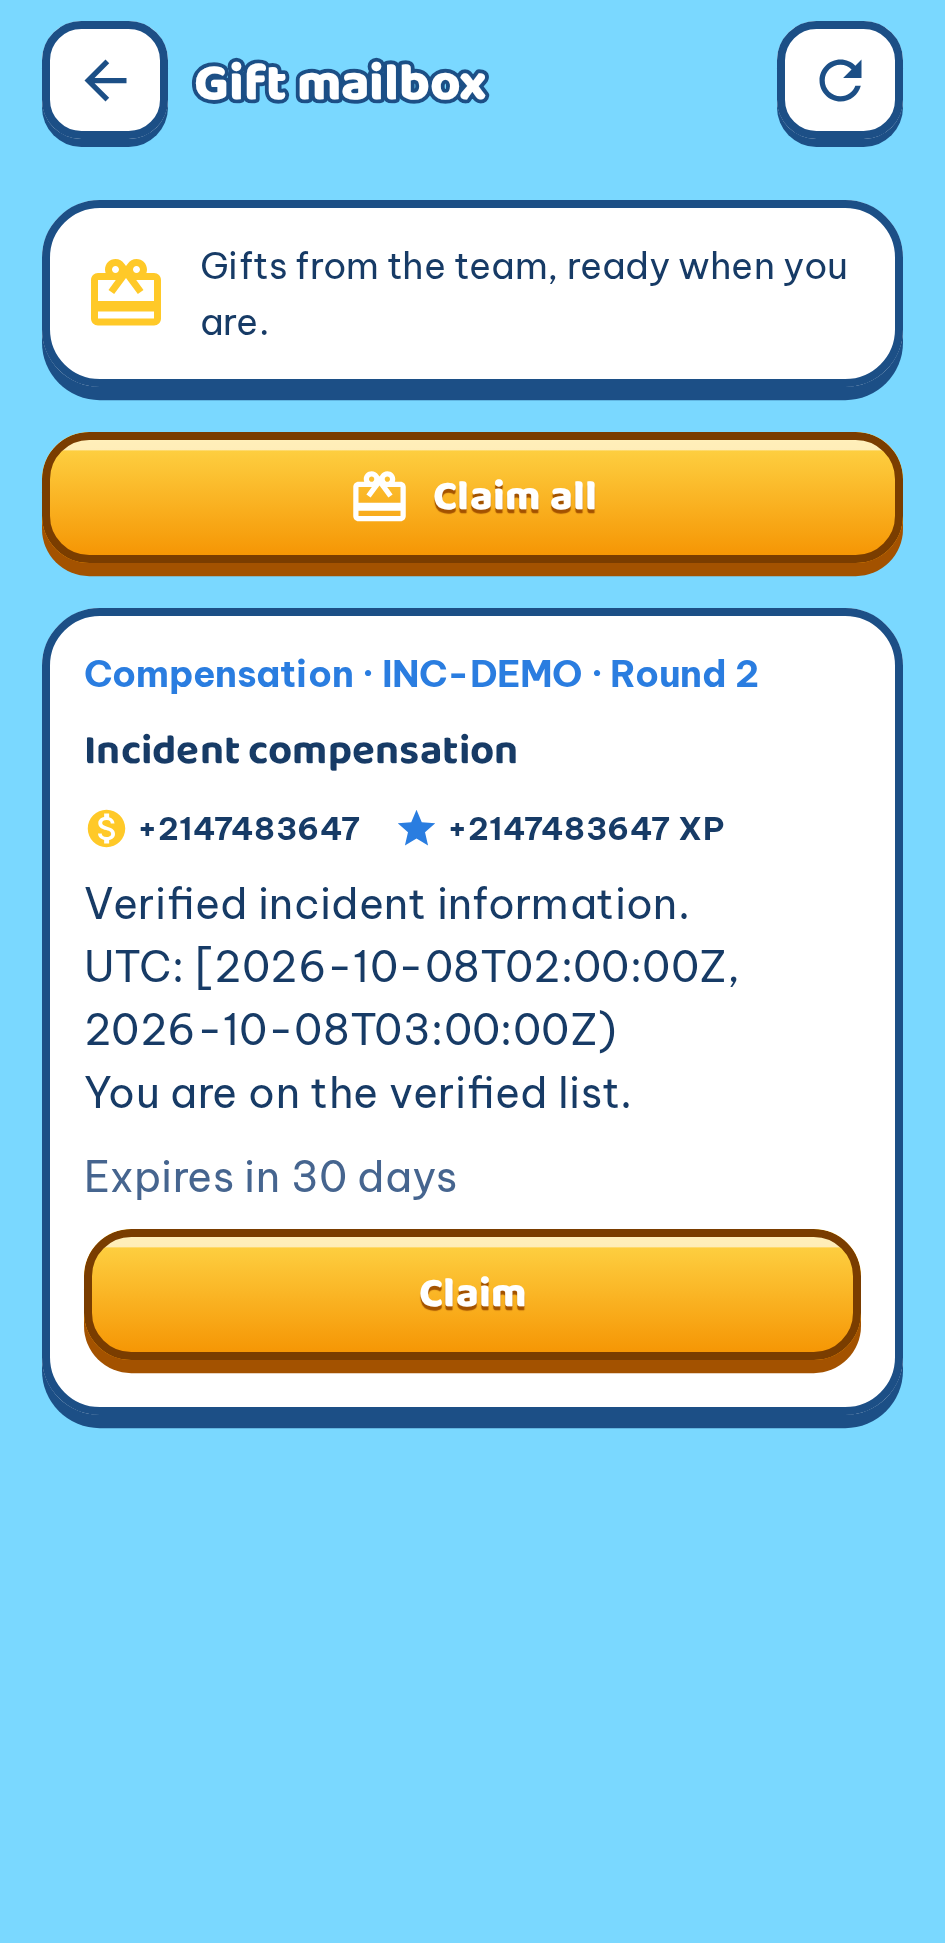 Gift mailbox
Gifts from the team, ready when you
are.
Claim all
Compensation · INC-DEMO · Round 2
Incident compensation
+2147483647 +2147483647 XP
Verified incident information.
UTC: [2026-10-08T02:00:00Z,
2026-10-08T03:00:00Z)
You are on the verified list.
Expires in 30 days
Claim